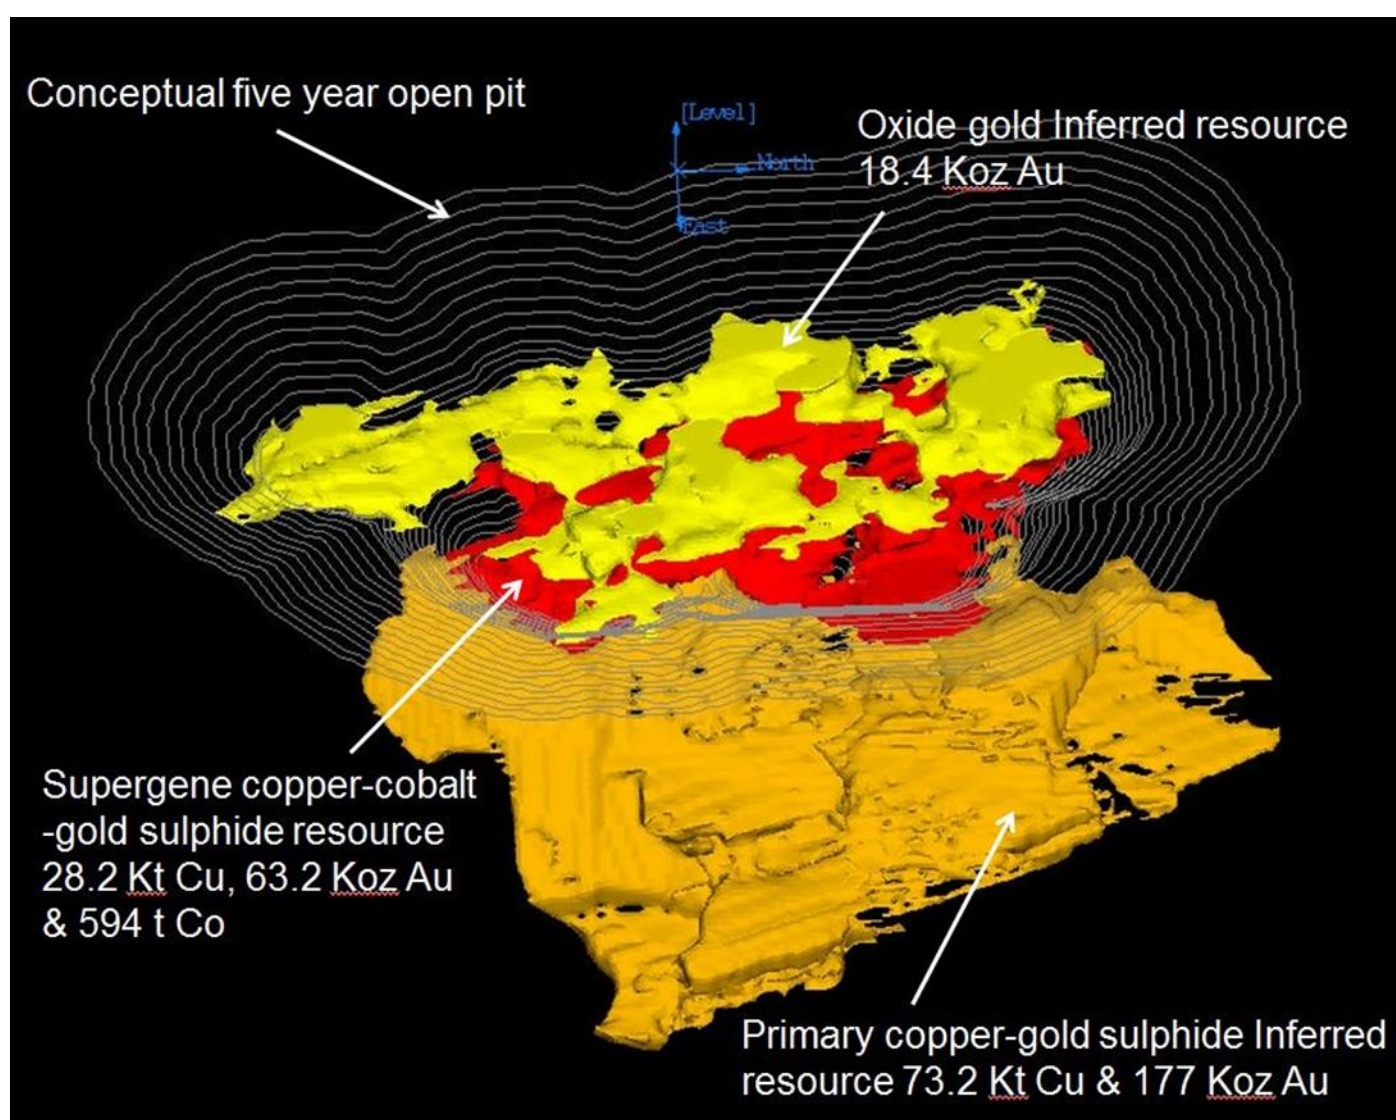 Conceptual five year open pit
[Level]
North
East
Oxide gold Inferred resource
18.4 Koz Au
Supergene copper-cobalt
-gold sulphide resource
28.2 Kt Cu, 63.2 Koz Au
& 594 t Co
Primary copper-gold sulphide Inferred
resource 73.2 Kt Cu & 177 Koz Au